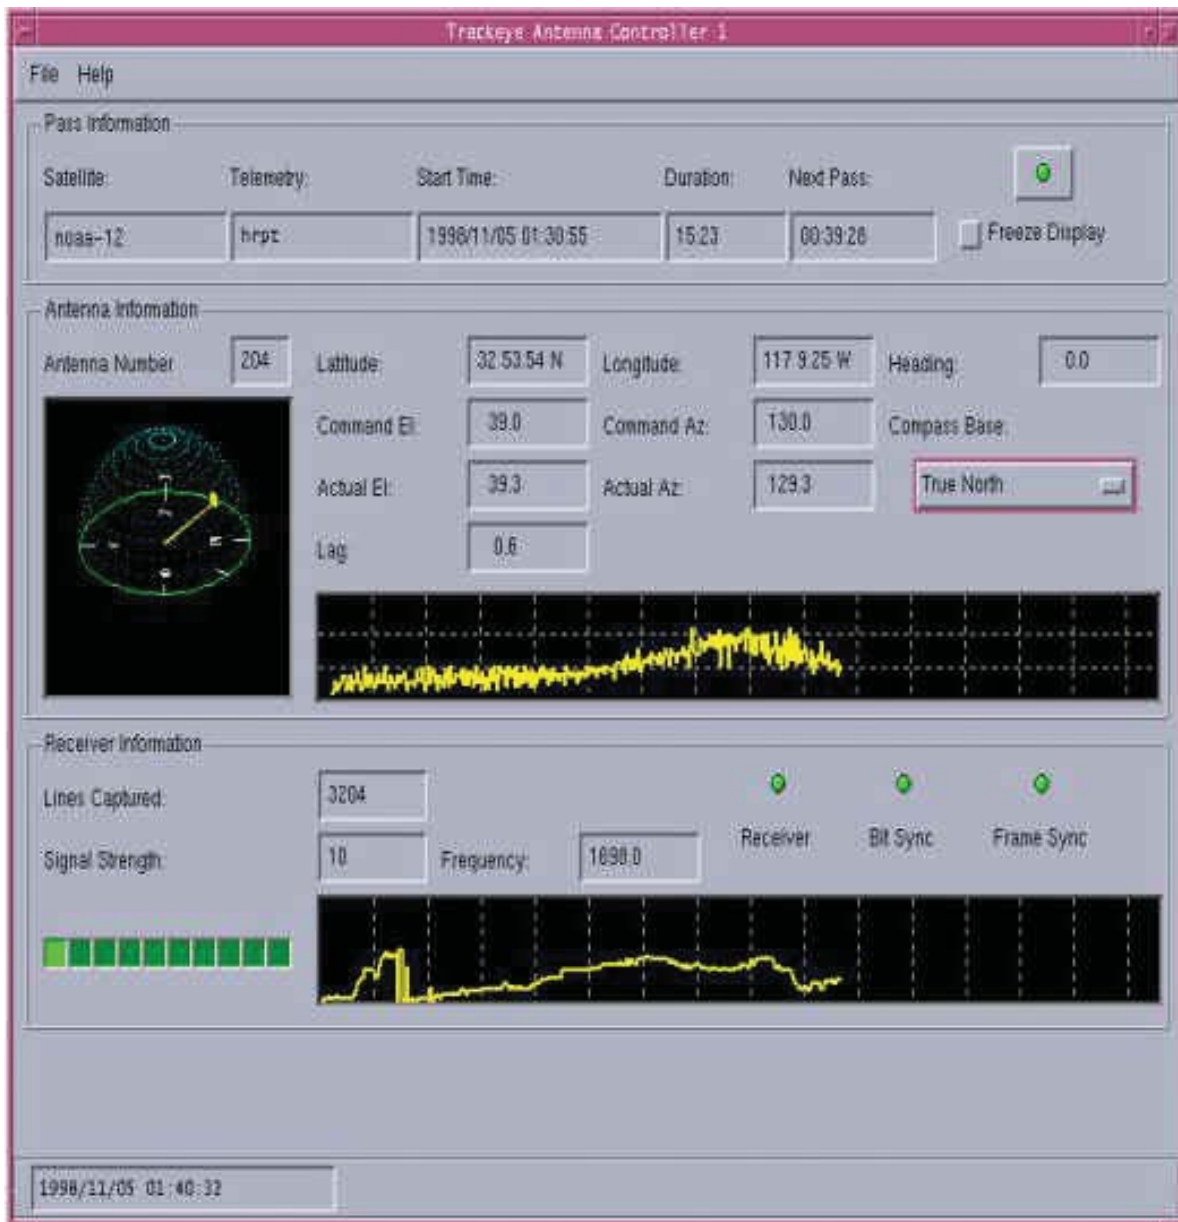 Trackeye Antenna Controller 1
File Help
Pass Information
Satellite: Telemetry: Start Time: Duration: Next Pass:
noaa-12 hrpt 1998/11/05 01:30:55 15:23 00:39:28
Freeze Display
Antenna Information
Antenna Number 204 Latitude: 32 53.54 N Longitude: 117 9.25 W Heading: 0.0
Command El: 39.0 Command Az: 130.0 Compass Base:
Actual El: 39.3 Actual Az: 129.3 True North
Lag 0.6
Receiver Information
Lines Captured: 3204
Receiver Bit Sync Frame Sync
Signal Strength: 10 Frequency: 1698.0
1998/11/05 01:40:32